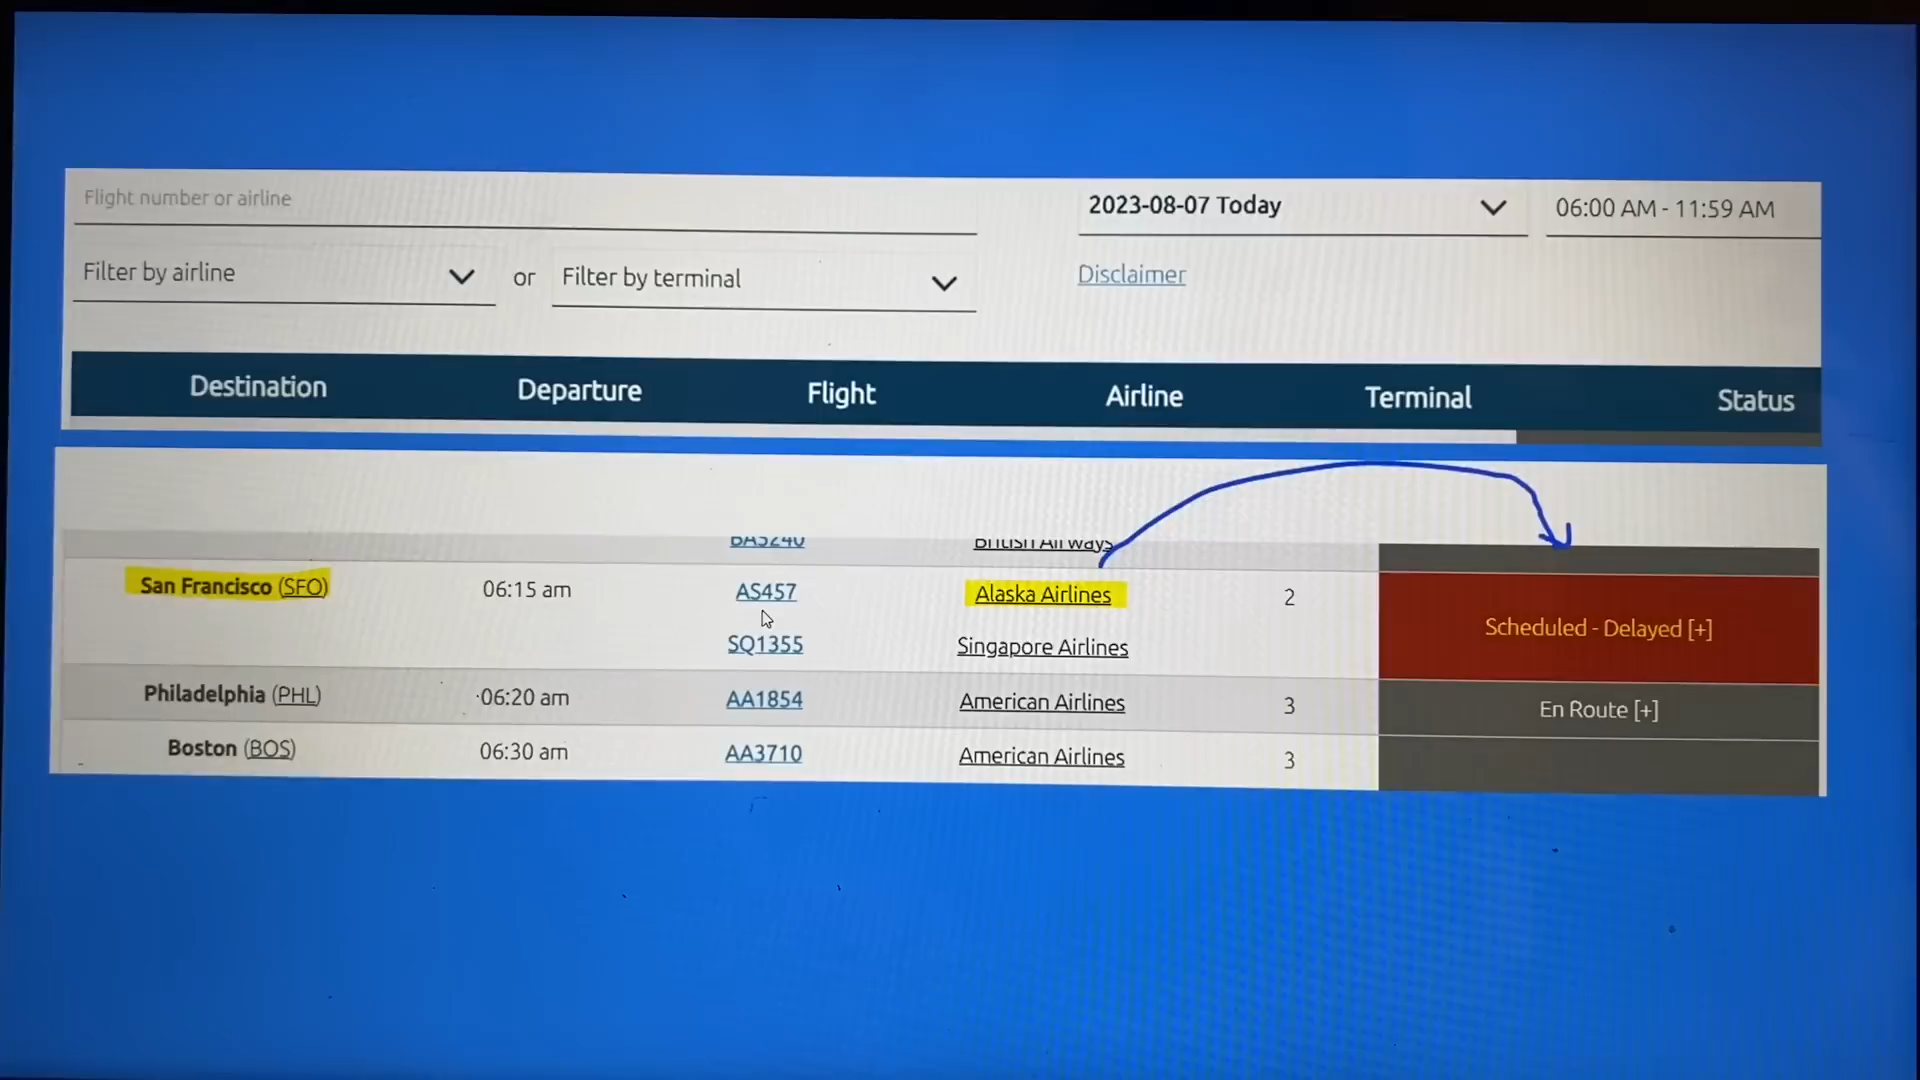 Flight number or airline
2023-08-07 Today
06:00 AM - 11:59 AM
Filter by airline
or
Filter by terminal
Disclaimer
Destination Departure Flight Airline Terminal Status
BA5240 British Airways
San Francisco (SFO) 06:15 am AS457 Alaska Airlines 2 Scheduled - Delayed [+]
SQ1355 Singapore Airlines
Philadelphia (PHL) 06:20 am AA1854 American Airlines 3 En Route [+]
Boston (BOS) 06:30 am AA3710 American Airlines 3